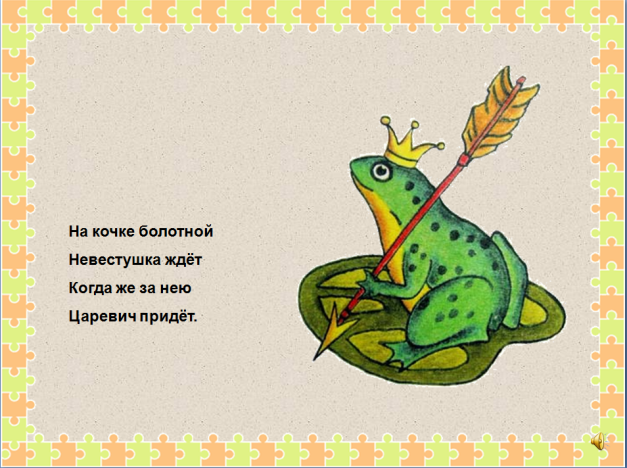 На кочке болотной
Невестушка ждёт
Когда же за нею
Царевич придёт.